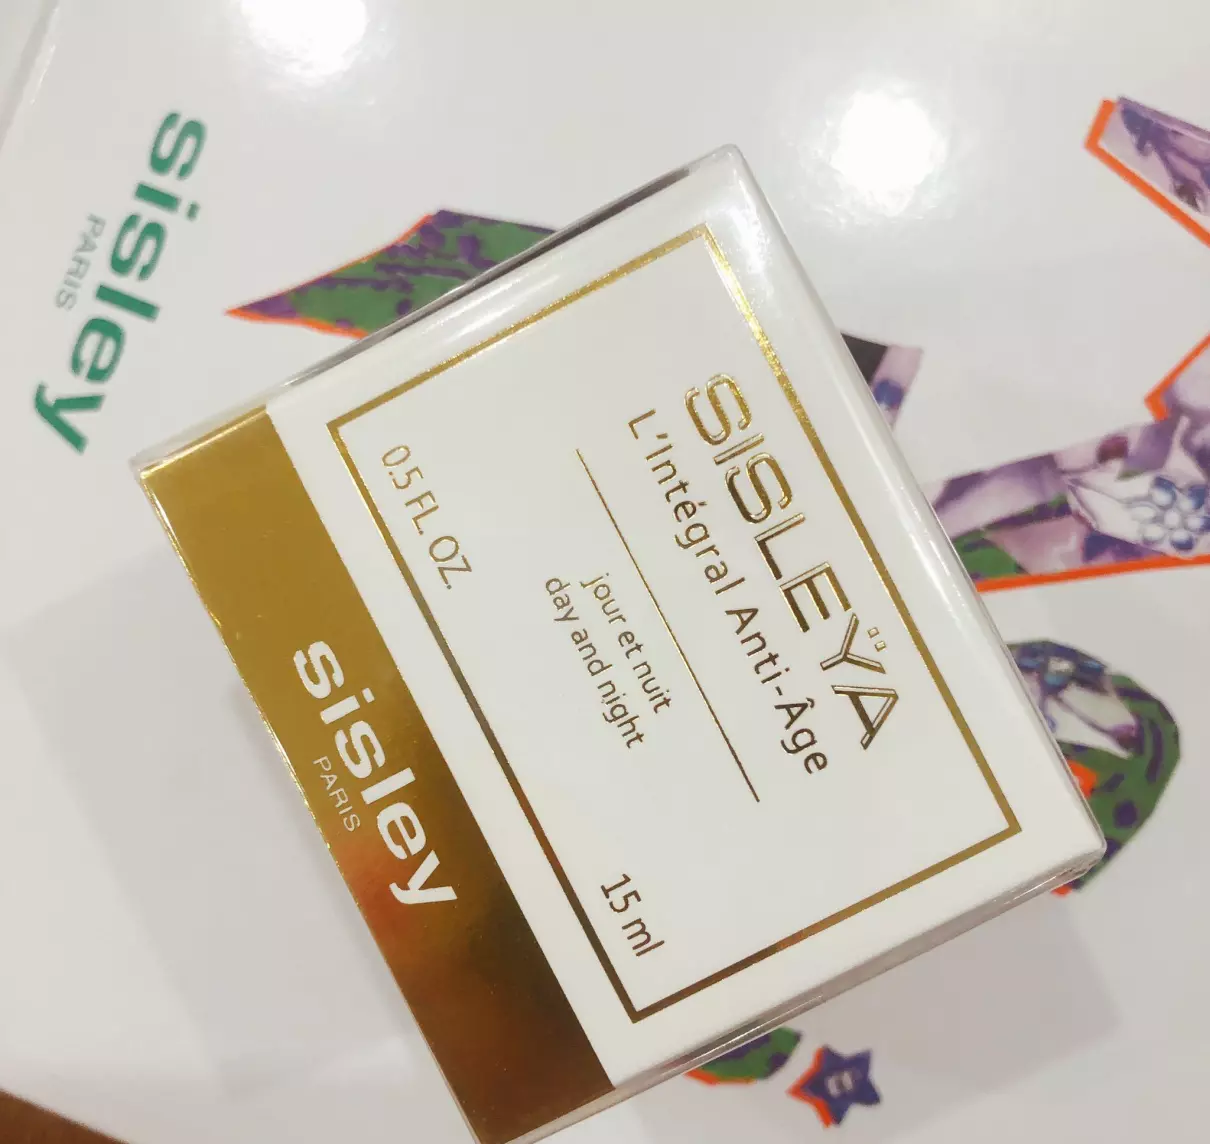 sisley
PARIS
SISLEŸA
L'Intégral Anti-Âge
jour et nuit
day and night
0.5 FL. OZ.
15 ml
sisley
PARIS